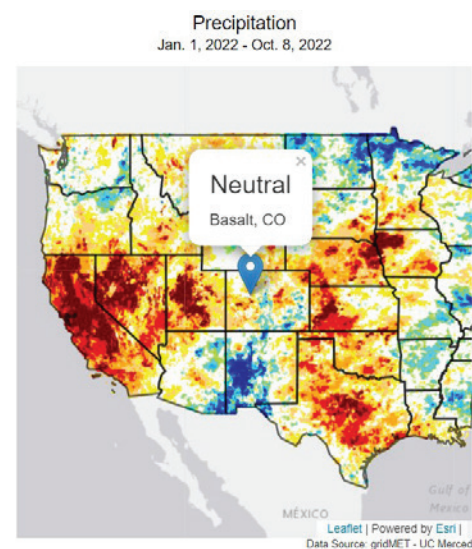 Precipitation
Jan. 1, 2022 - Oct. 8, 2022
×
Neutral
Basalt, CO
Gulf of
Mexico
MÉXICO
Leaflet | Powered by Esri |
Data Source: gridMET - UC Merced